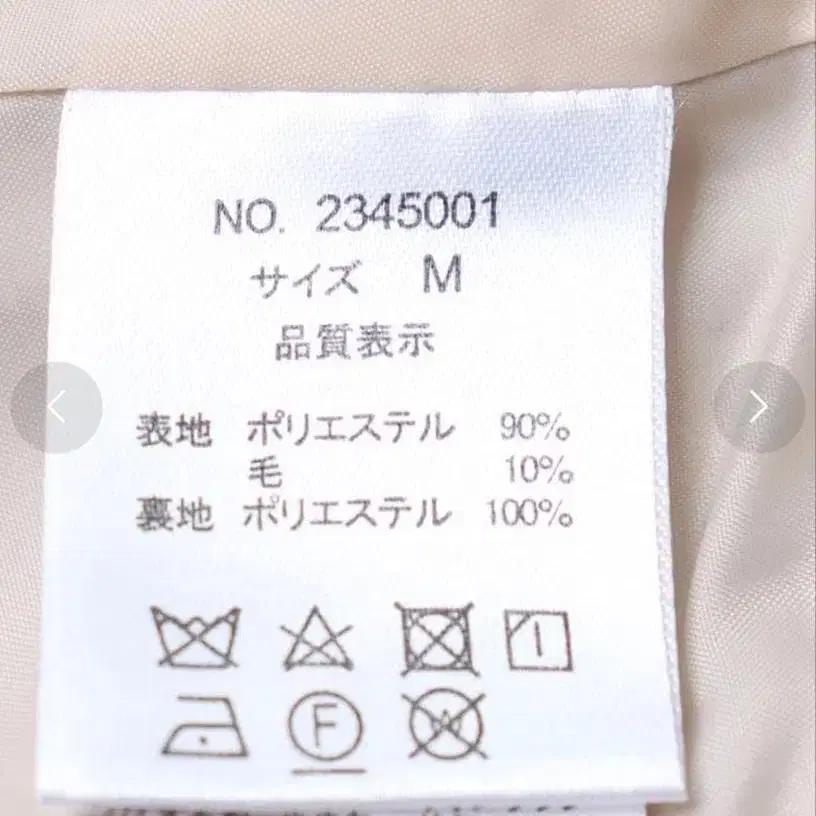 NO. 2345001
サイズ M
品質表示
表地 ポリエステル 90%
毛 10%
裏地 ポリエステル 100%
F
W